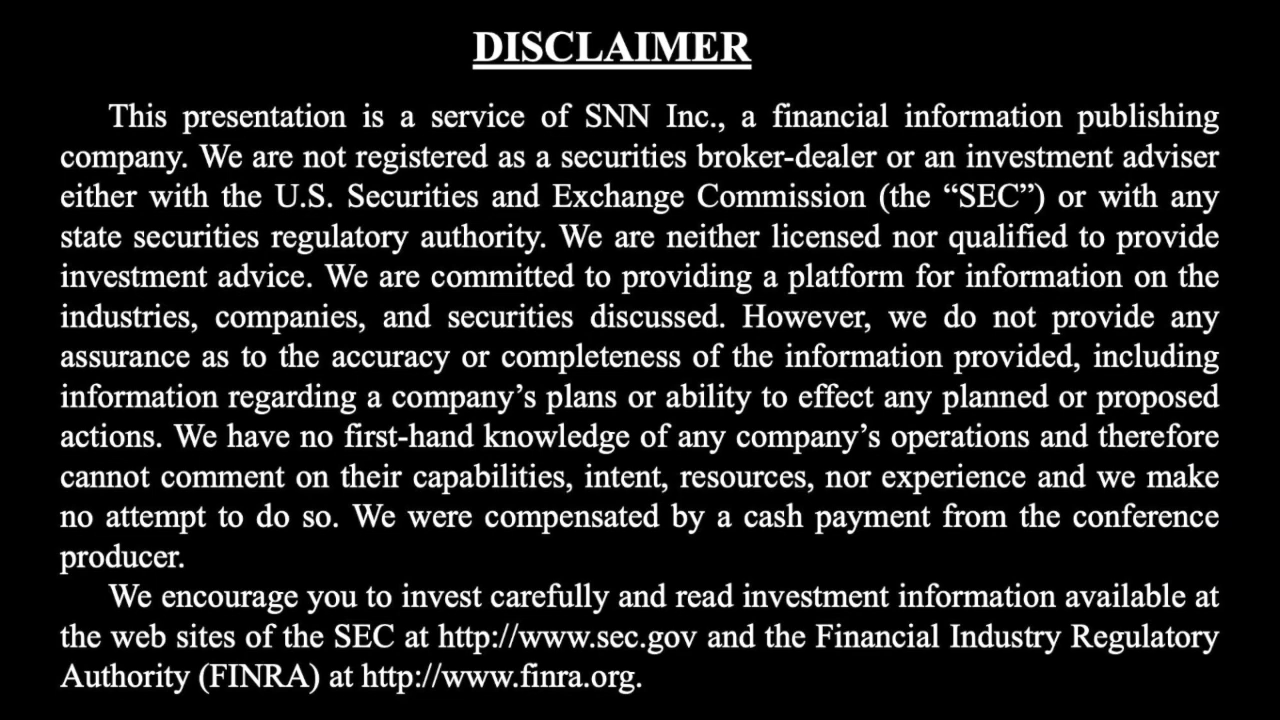 DISCLAIMER
This presentation is a service of SNN Inc., a financial information publishing
company. We are not registered as a securities broker-dealer or an investment adviser
either with the U.S. Securities and Exchange Commission (the “SEC”) or with any
state securities regulatory authority. We are neither licensed nor qualified to provide
investment advice. We are committed to providing a platform for information on the
industries, companies, and securities discussed. However, we do not provide any
assurance as to the accuracy or completeness of the information provided, including
information regarding a company’s plans or ability to effect any planned or proposed
actions. We have no first-hand knowledge of any company’s operations and therefore
cannot comment on their capabilities, intent, resources, nor experience and we make
no attempt to do so. We were compensated by a cash payment from the conference
producer.
We encourage you to invest carefully and read investment information available at
the web sites of the SEC at http://www.sec.gov and the Financial Industry Regulatory
Authority (FINRA) at http://www.finra.org.